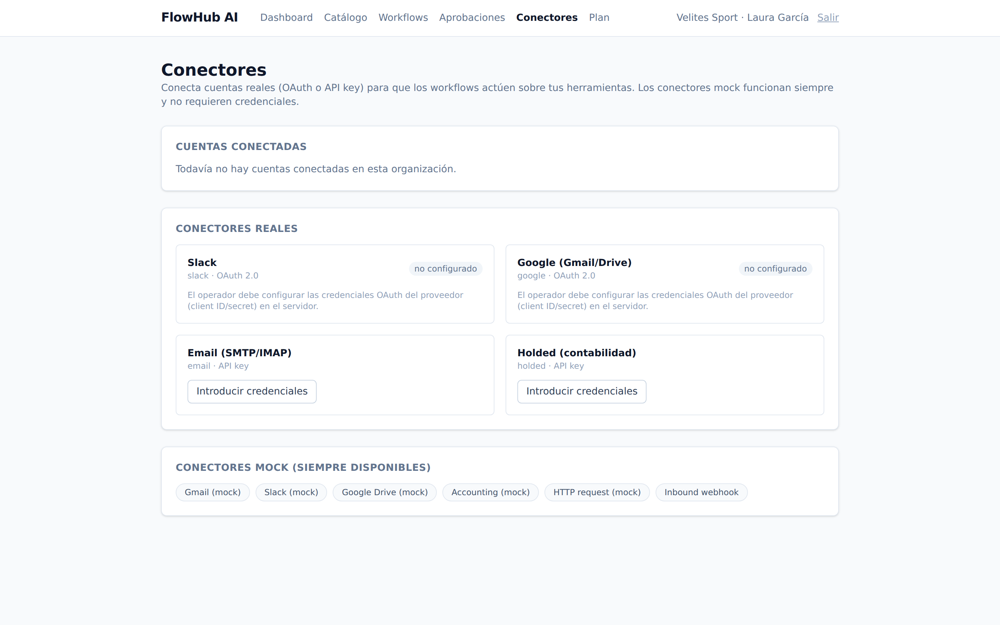 FlowHub AI Dashboard Catálogo Workflows Aprobaciones Conectores Plan Velites Sport · Laura García Salir
Conectores
Conecta cuentas reales (OAuth o API key) para que los workflows actúen sobre tus herramientas. Los conectores mock funcionan siempre
y no requieren credenciales.
CUENTAS CONECTADAS
Todavía no hay cuentas conectadas en esta organización.
CONECTORES REALES
Slack
slack · OAuth 2.0
no configurado
El operador debe configurar las credenciales OAuth del proveedor
(client ID/secret) en el servidor.
Google (Gmail/Drive)
google · OAuth 2.0
no configurado
El operador debe configurar las credenciales OAuth del proveedor
(client ID/secret) en el servidor.
Email (SMTP/IMAP)
email · API key
Introducir credenciales
Holded (contabilidad)
holded · API key
Introducir credenciales
CONECTORES MOCK (SIEMPRE DISPONIBLES)
Gmail (mock) Slack (mock) Google Drive (mock) Accounting (mock) HTTP request (mock) Inbound webhook